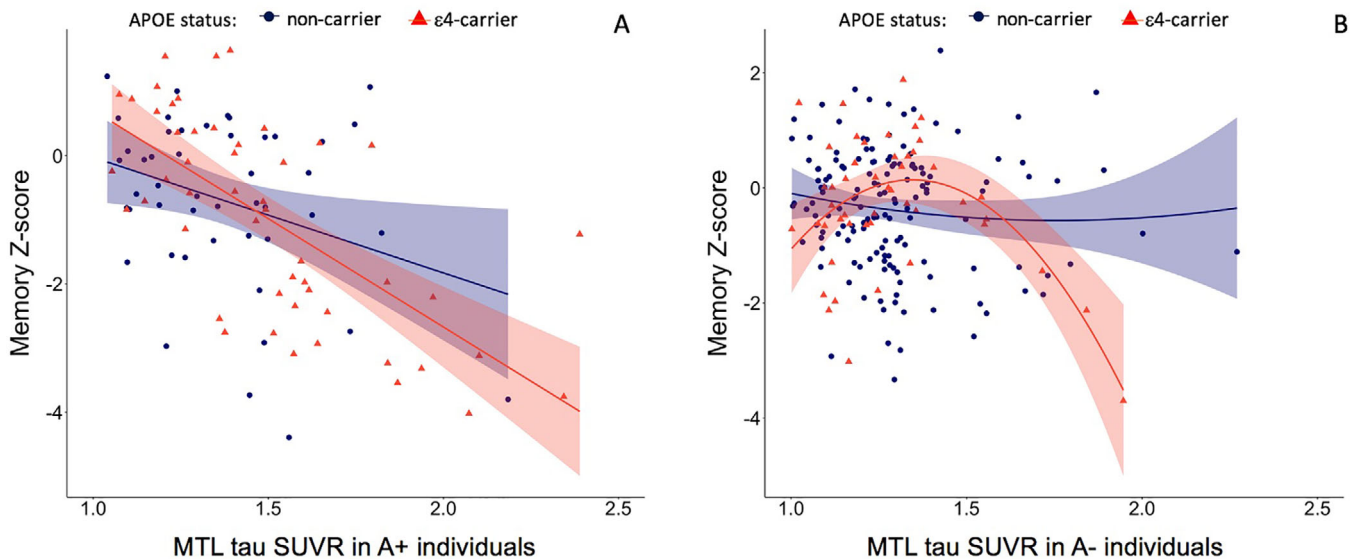 APOE status: non-carrier ε4-carrier A
0
-2
-4
Memory Z-score
1.0 1.5 2.0 2.5
MTL tau SUVR in A+ individuals
APOE status: non-carrier ε4-carrier B
2
0
-2
-4
Memory Z-score
1.0 1.5 2.0 2.5
MTL tau SUVR in A- individuals